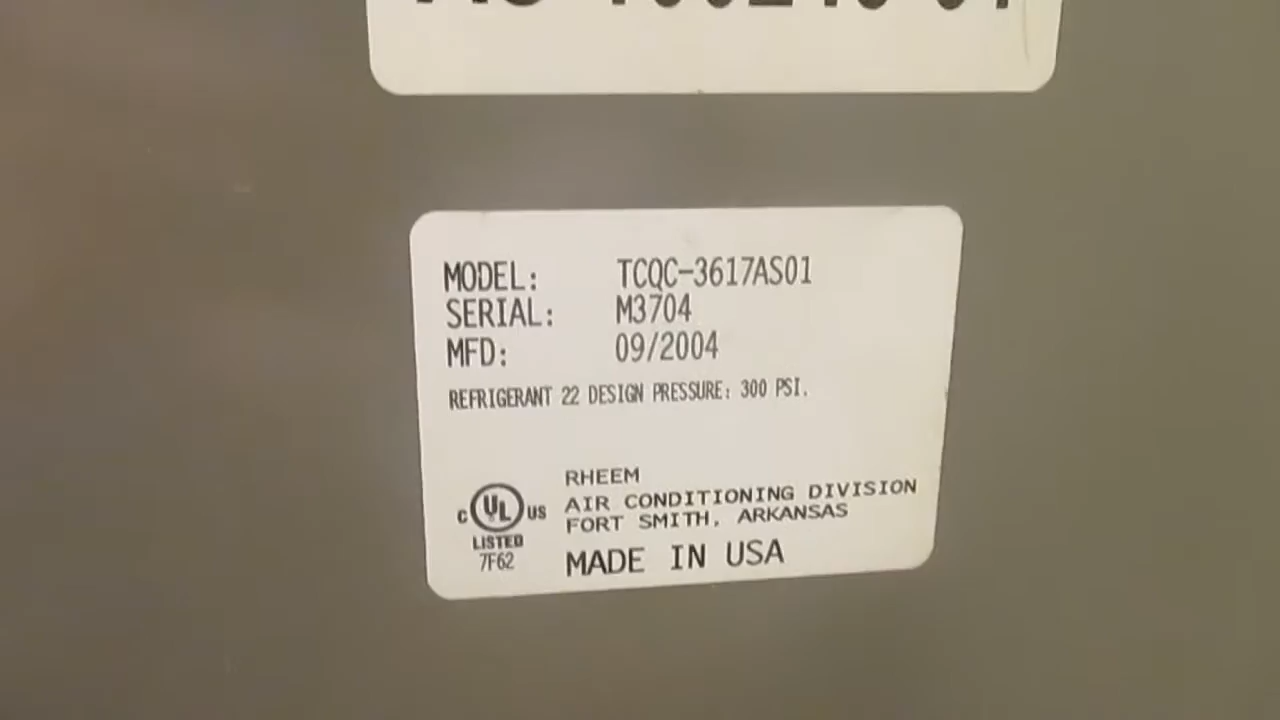 MODEL: TCQC-3617AS01
SERIAL: M3704
MFD: 09/2004
REFRIGERANT 22 DESIGN PRESSURE: 300 PSI.
RHEEM
AIR CONDITIONING DIVISION
FORT SMITH, ARKANSAS
MADE IN USA
C UL US
LISTED
7F62